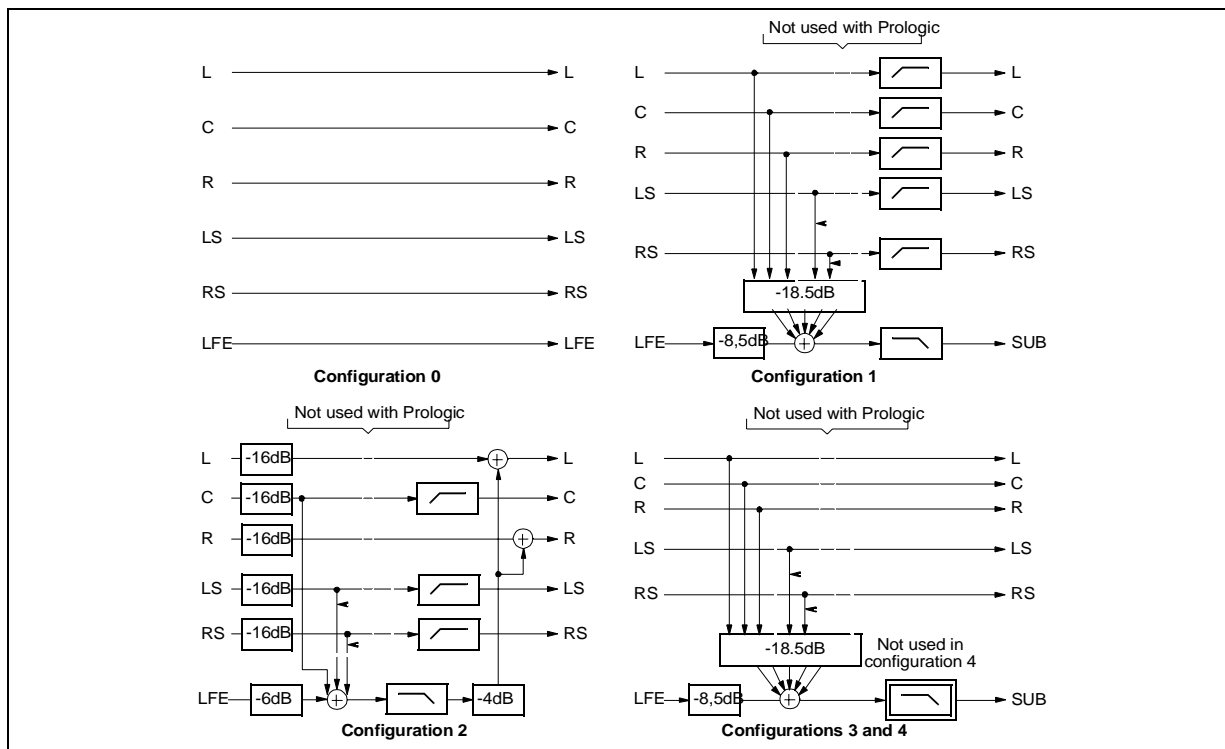 Not used with Prologic
L
L
C
C
R
R
LS
LS
RS
RS
LFE
LFE
Configuration 0
L
L
C
C
R
R
LS
LS
RS
RS
-18.5dB
LFE
-8,5dB
SUB
Configuration 1
Not used with Prologic
L
-16dB
L
C
-16dB
C
R
-16dB
R
LS
-16dB
LS
RS
-16dB
RS
LFE
-6dB
-4dB
Configuration 2
Not used with Prologic
L
L
C
C
R
R
LS
LS
RS
RS
-18.5dB
Not used in
configuration 4
LFE
-8,5dB
SUB
Configurations 3 and 4